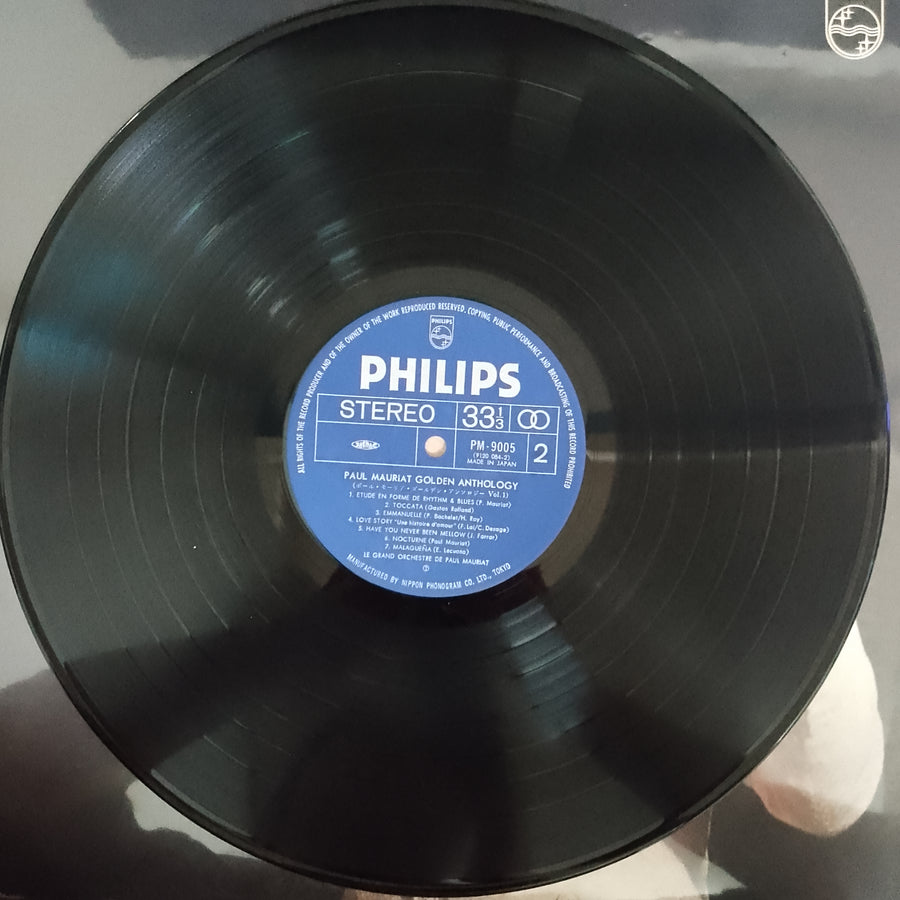 ALL RIGHTS OF THE RECORD PRODUCER AND OF THE OWNER OF THE WORK REPRODUCED RESERVED. COPYING, PUBLIC PERFORMANCE AND BROADCASTING OF THIS RECORD PROHIBITED
PHILIPS
PHILIPS
STEREO 33 1/3
PM-9005 2
(9120 084-2)
MADE IN JAPAN
PAUL MAURIAT GOLDEN ANTHOLOGY
(ポール・モーリア・ゴールデン・アンソロジー Vol.1)
1. ETUDE EN FORME DE RHYTHM & BLUES (P. Mauriat)
2. TOCCATA (Gaston Rolland)
3. EMMANUELLE (P. Bachelet/H. Roy)
4. LOVE STORY "Une histoire d'amour" (F. Lai/C. Desage)
5. HAVE YOU NEVER BEEN MELLOW (J. Farrar)
6. NOCTURNE (Paul Mauriat)
7. MALAGUEÑA (E. Lecuona)
LE GRAND ORCHESTRE DE PAUL MAURIAT
Ⓟ
MANUFACTURED BY NIPPON PHONOGRAM CO. LTD., TOKYO